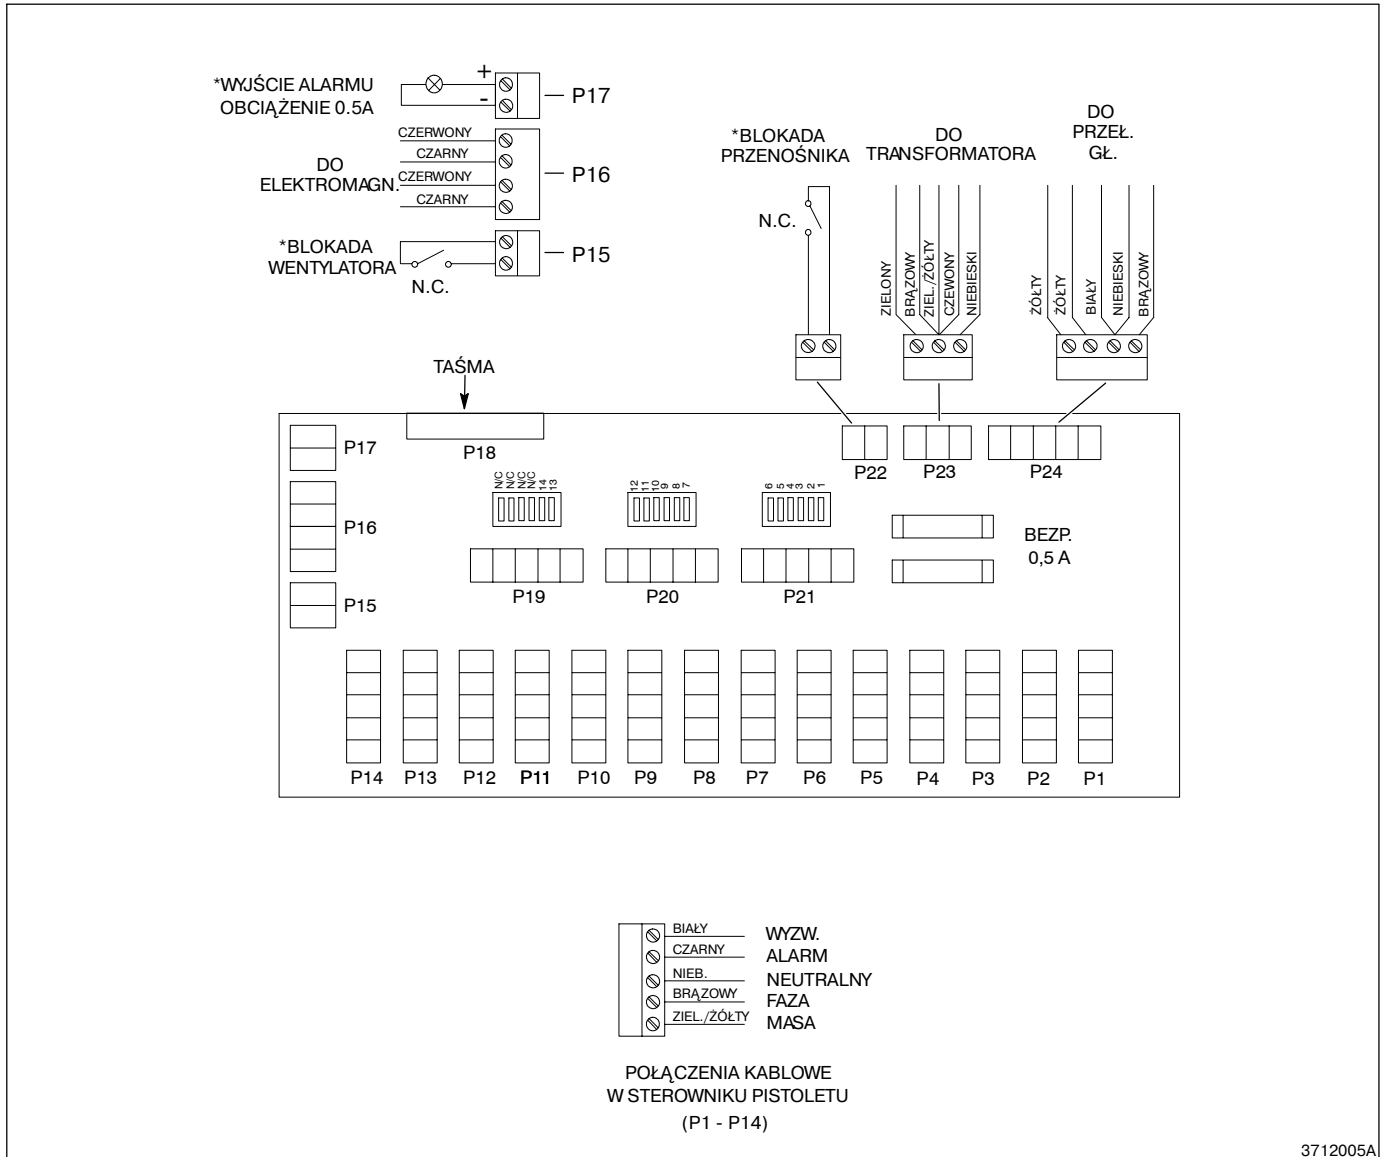 *WYJŚCIE ALARMU
OBCIĄŻENIE 0.5A
+
-
P17
CZERWONY
CZARNY
CZERWONY
CZARNY
DO
ELEKTROMAGN.
P16
*BLOKADA
WENTYLATORA
N.C.
P15
*BLOKADA
PRZENOŚNIKA
N.C.
DO
TRANSFORMATORA
ZIELONY
BRĄZOWY
ZIEL./ŻÓŁTY
CZEWONY
NIEBIESKI
DO
PRZEŁ.
GŁ.
ŻÓŁTY
ŻÓŁTY
BIAŁY
NIEBIESKI
BRĄZOWY
TAŚMA
P17
P18
P22
P23
P24
N/C N/C N/C N/C 14 13
12 11 10 9 8 7
6 5 4 3 2 1
P16
BEZP.
0,5 A
P15
P19
P20
P21
P14 P13 P12 P11 P10 P9 P8 P7 P6 P5 P4 P3 P2 P1
BIAŁY WYZW.
CZARNY ALARM
NIEB. NEUTRALNY
BRĄZOWY FAZA
ZIEL./ŻÓŁTY MASA
POŁĄCZENIA KABLOWE
W STEROWNIKU PISTOLETU
(P1 - P14)
3712005A